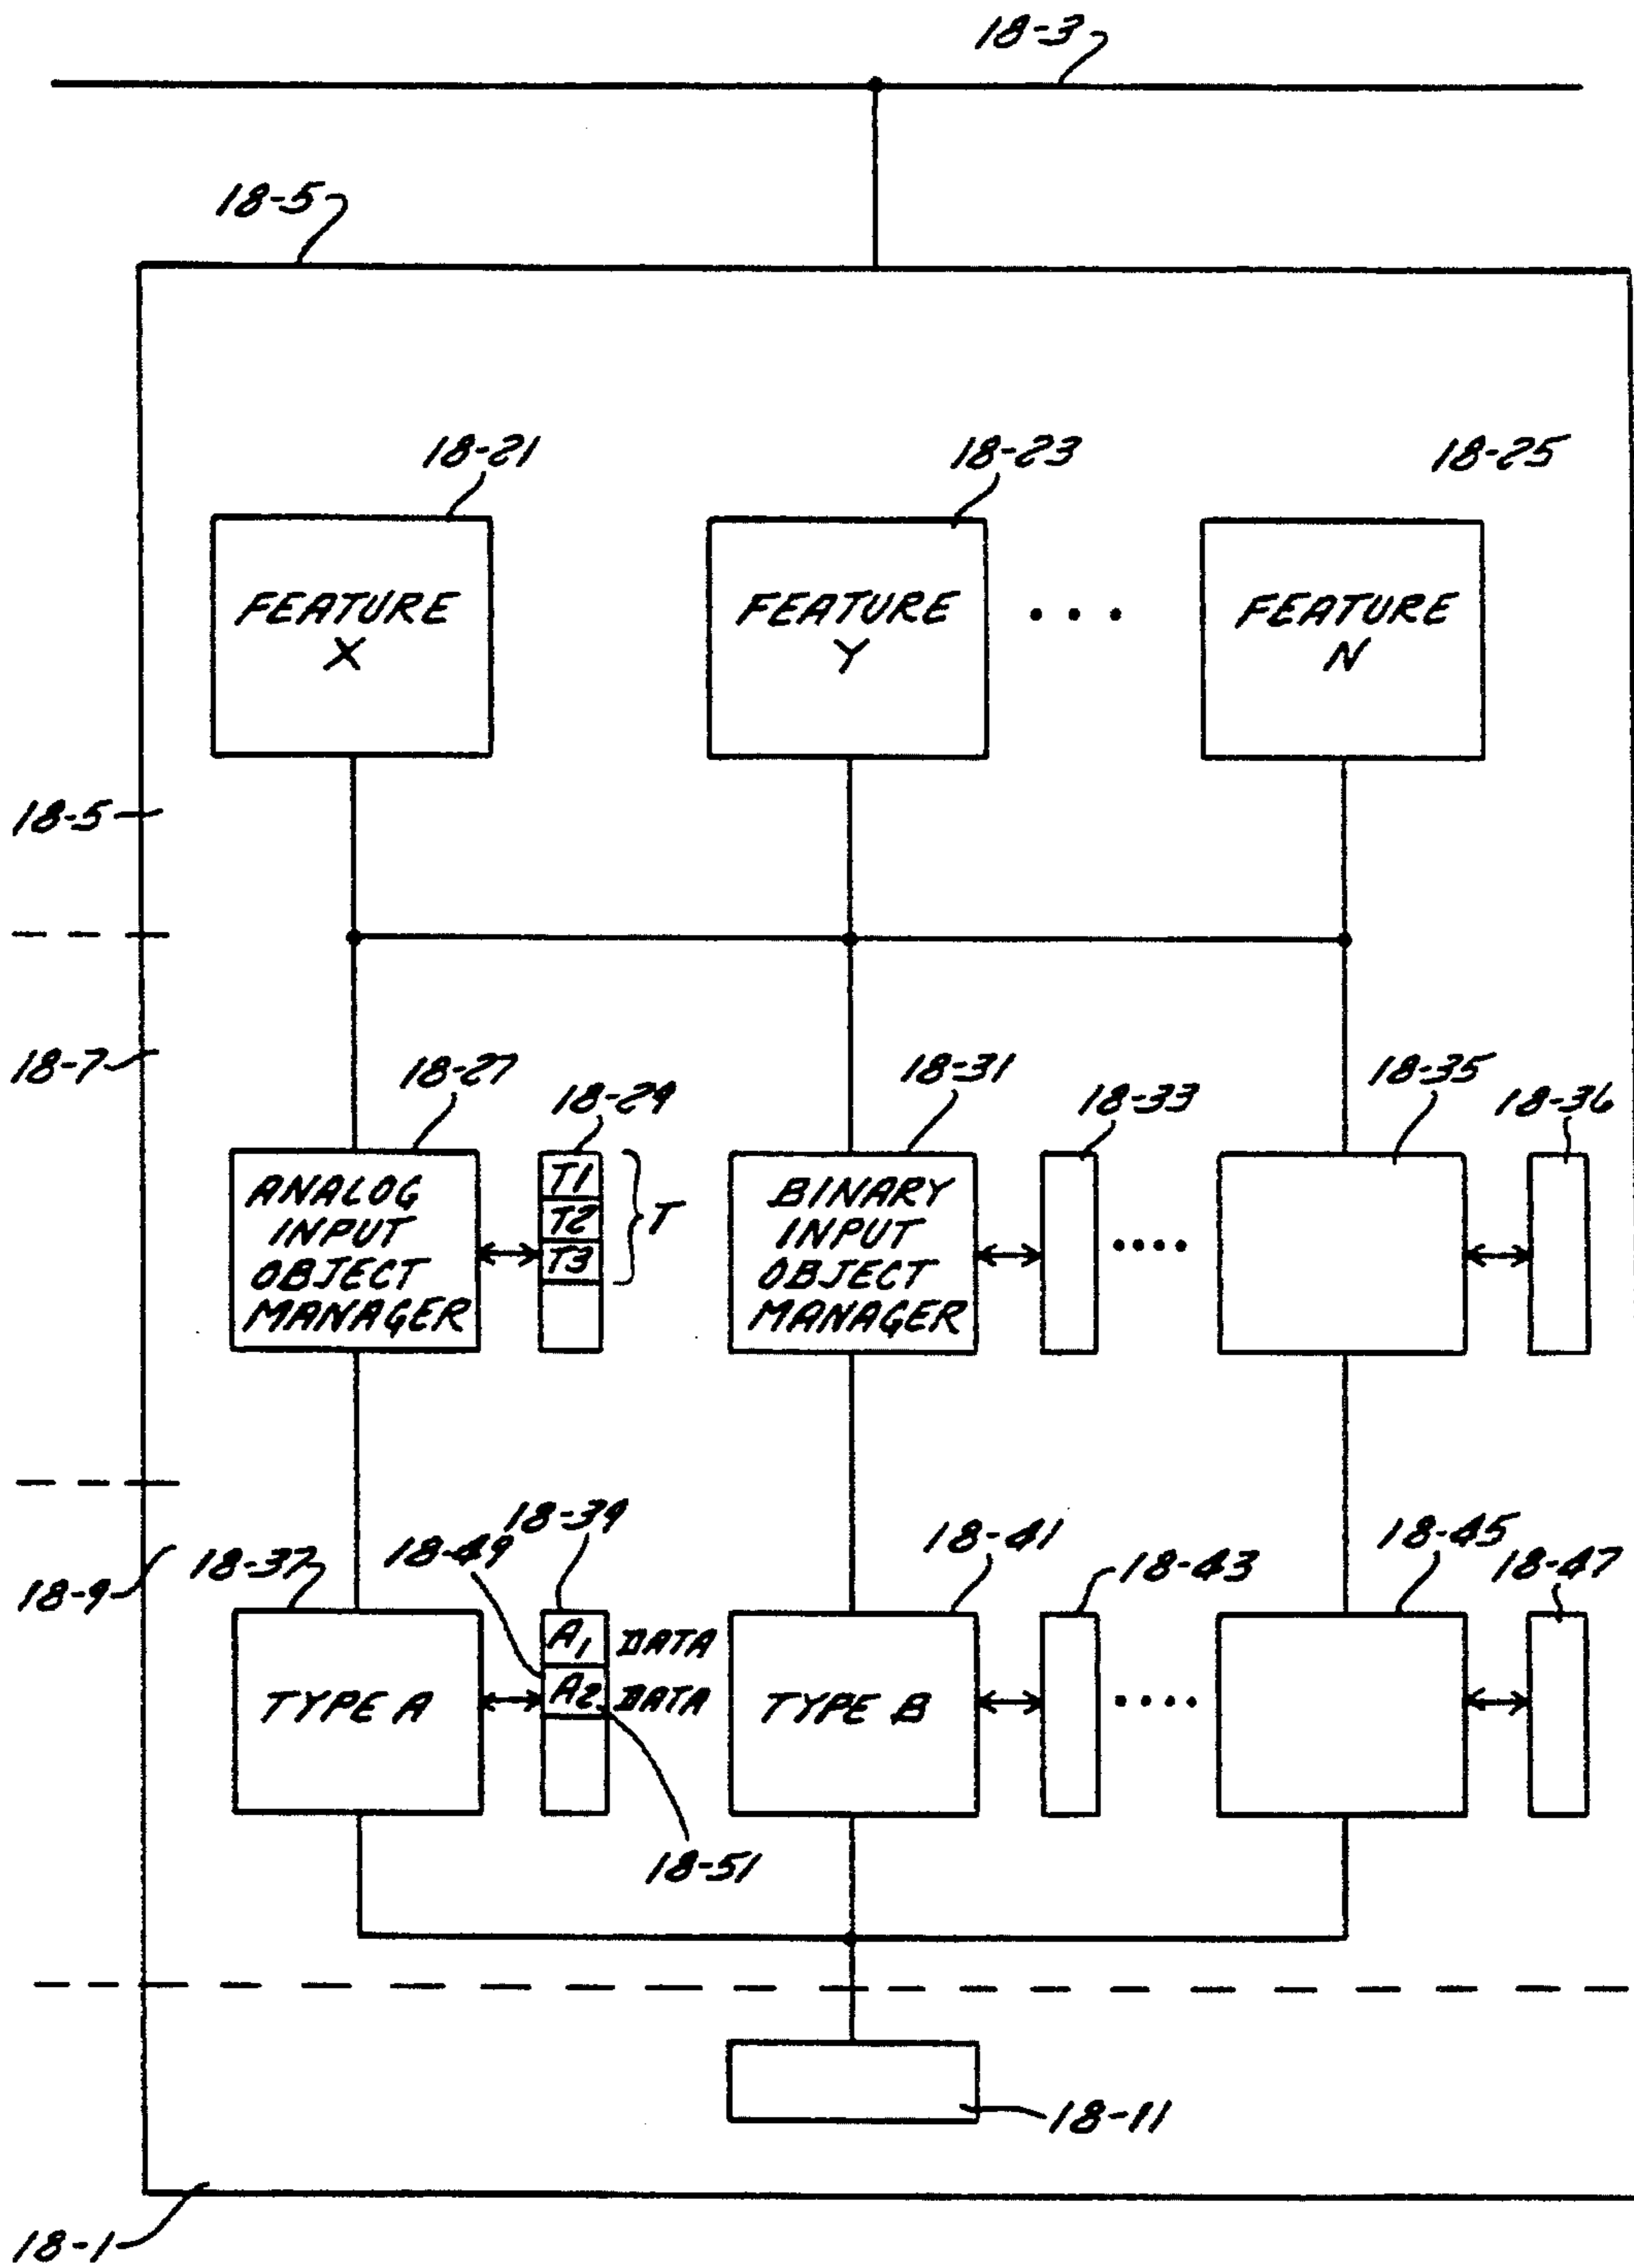 18-3
18-5
18-21
18-23
18-25
FEATURE
X
FEATURE
Y
...
FEATURE
N
18-5
18-7
18-27
18-29
18-31
18-33
18-35
18-36
ANALOG
INPUT
OBJECT
MANAGER
T1
T2
T3
T
BINARY
INPUT
OBJECT
MANAGER
....
18-9
18-37
18-49
18-39
18-41
18-43
18-45
18-47
TYPE A
A1 DATA
A2 DATA
TYPE B
....
18-51
18-11
18-1